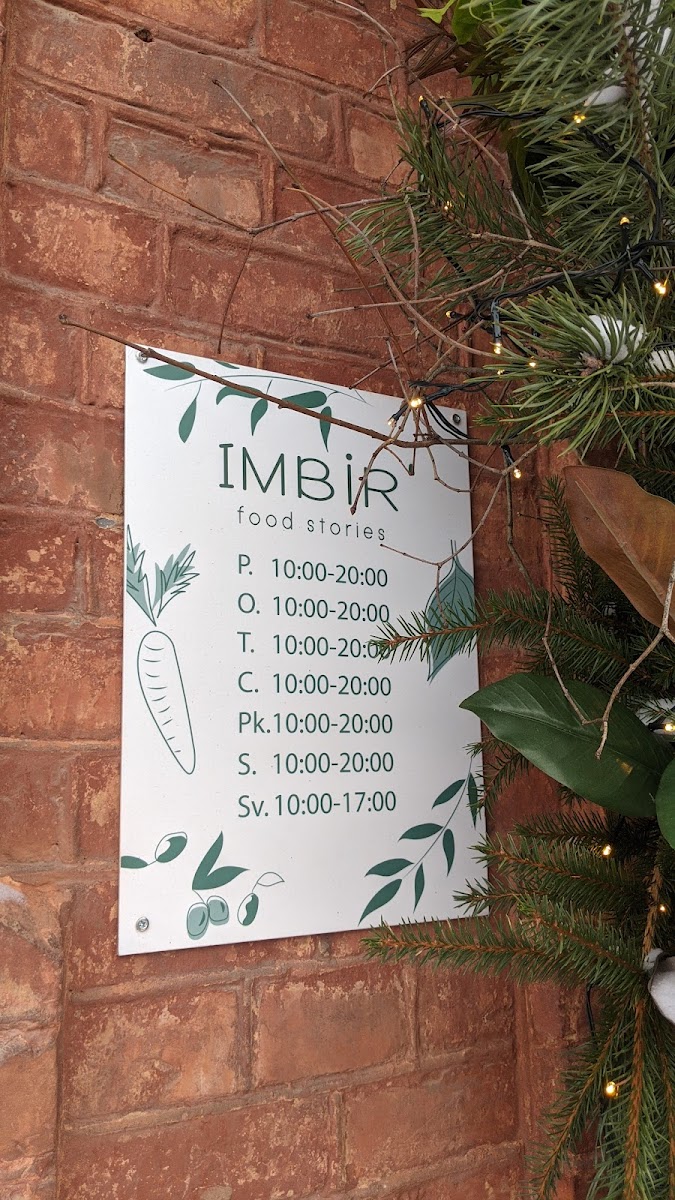 IMBiR
food stories
P. 10:00-20:00
O. 10:00-20:00
T. 10:00-20:00
C. 10:00-20:00
Pk. 10:00-20:00
S. 10:00-20:00
Sv. 10:00-17:00